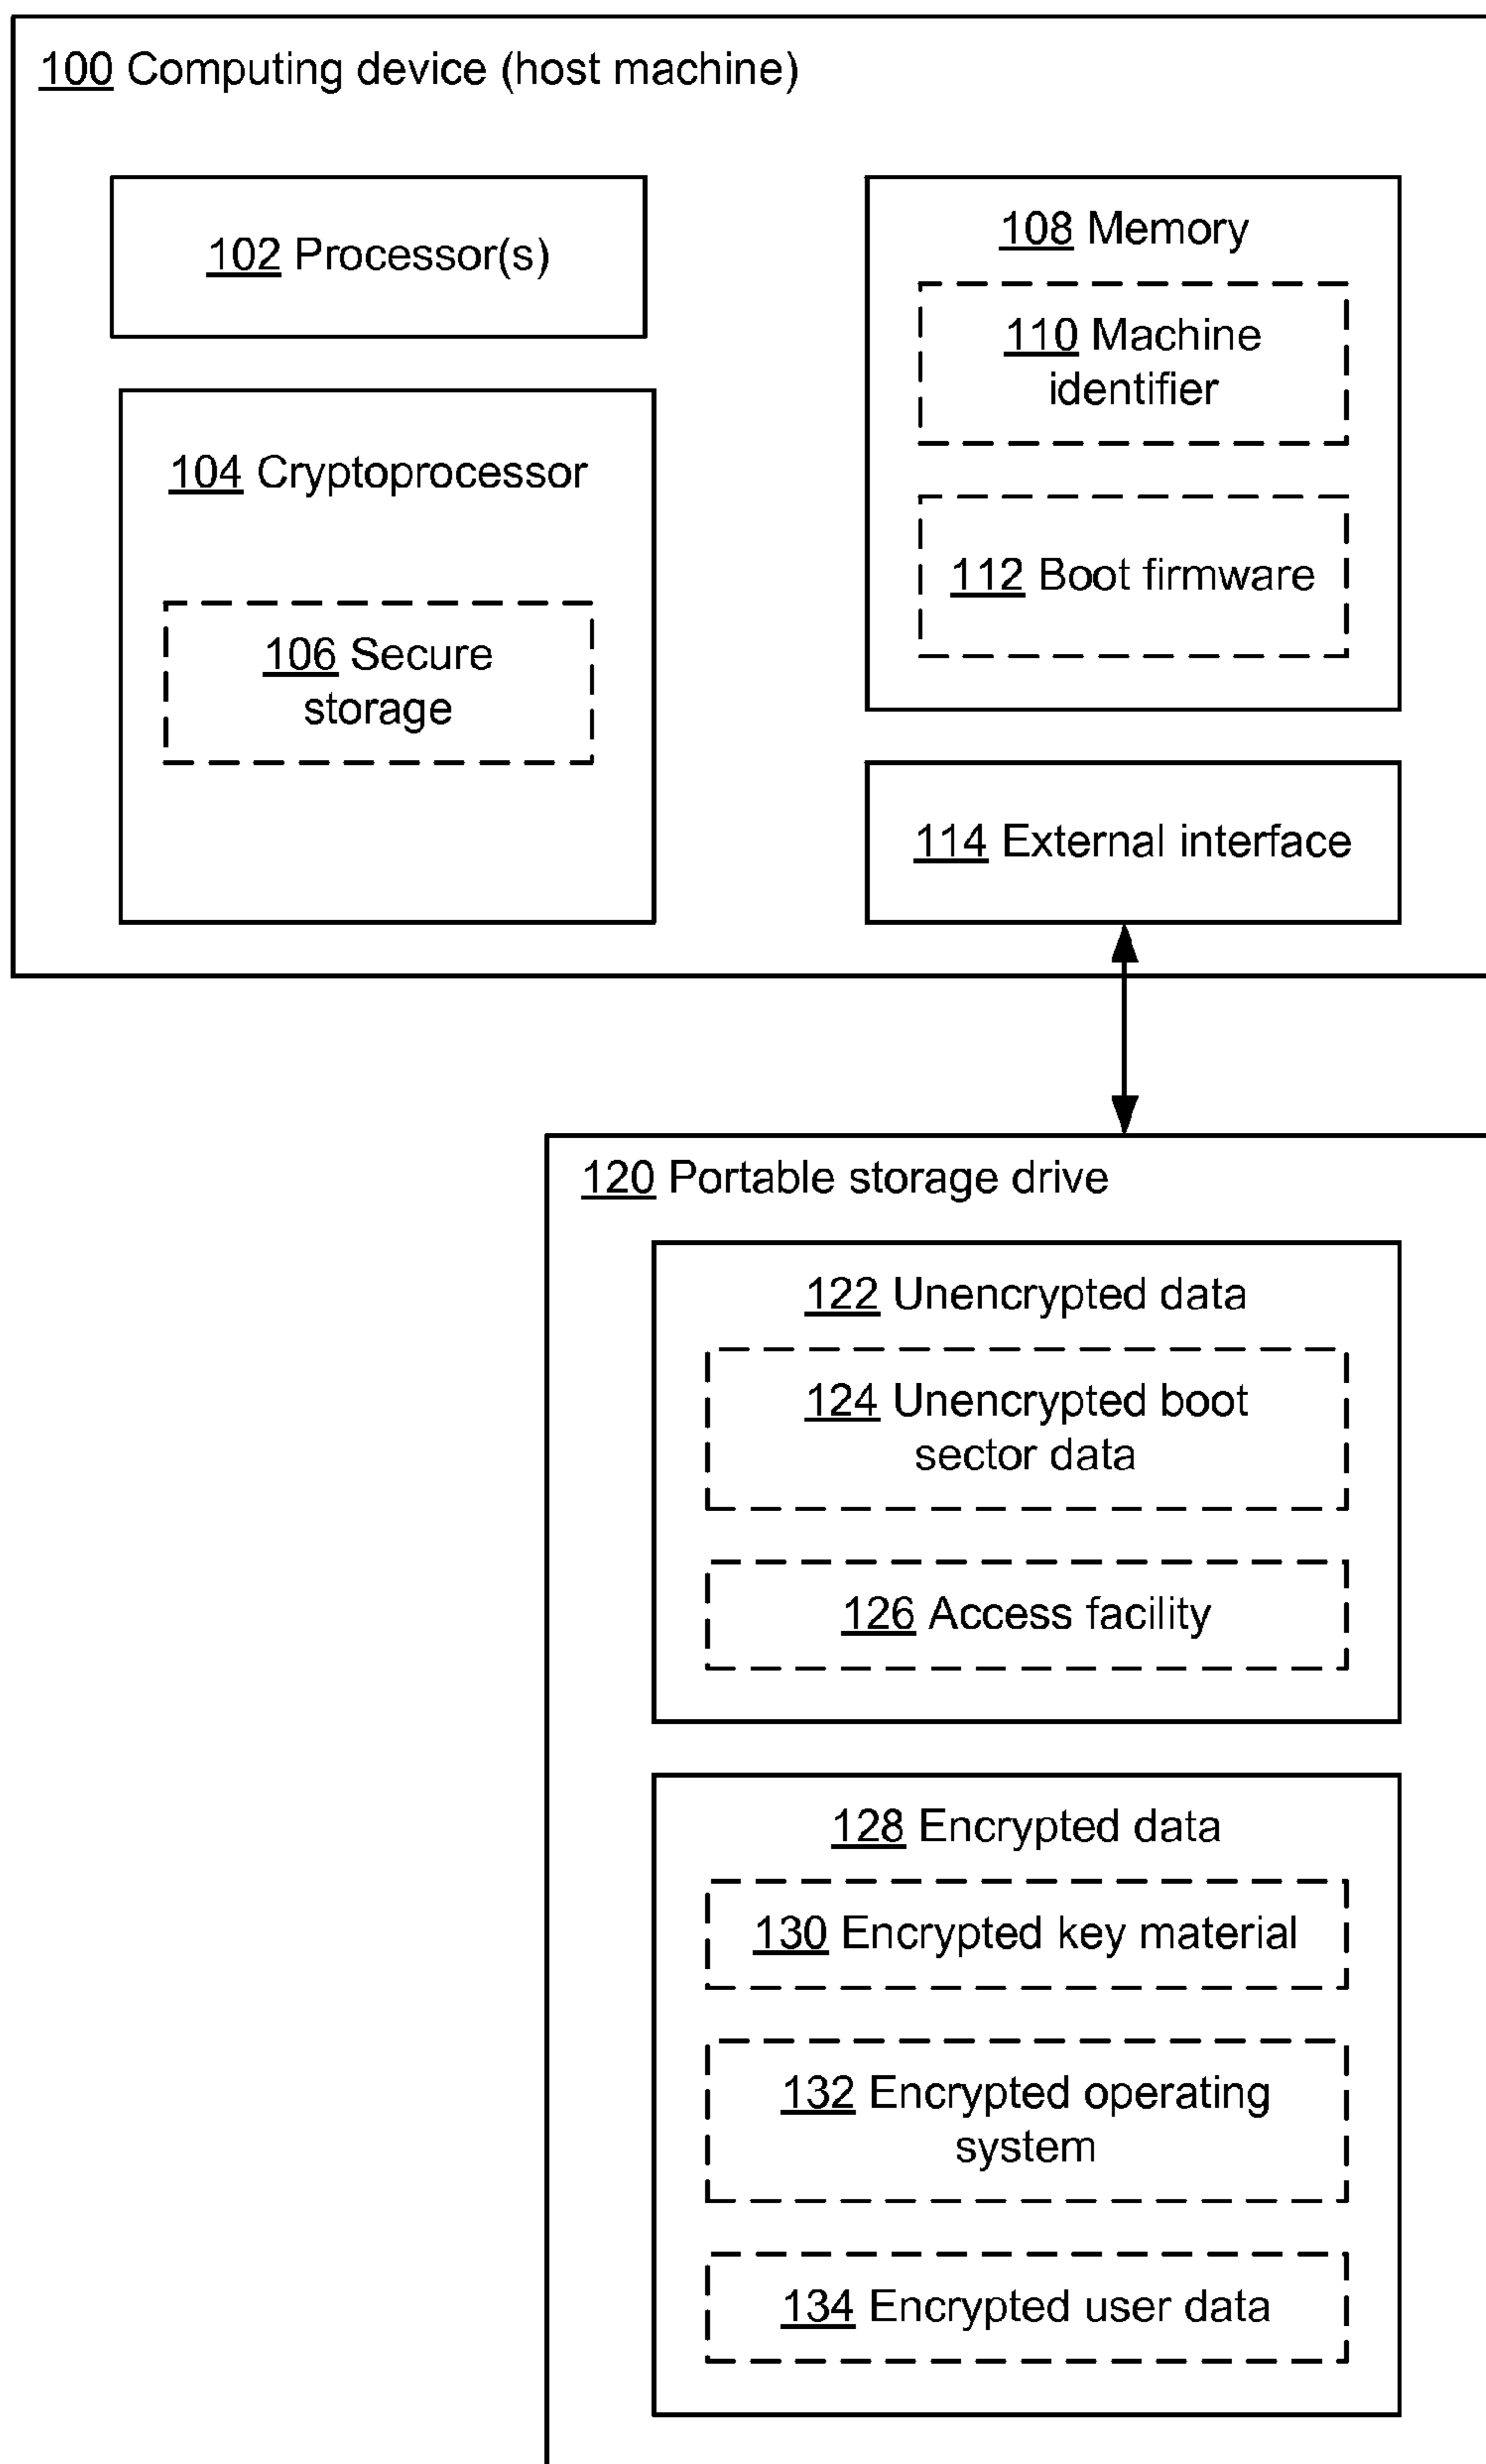 100 Computing device (host machine)
102 Processor(s)
104 Cryptoprocessor
106 Secure
storage
108 Memory
110 Machine
identifier
112 Boot firmware
114 External interface
120 Portable storage drive
122 Unencrypted data
124 Unencrypted boot
sector data
126 Access facility
128 Encrypted data
130 Encrypted key material
132 Encrypted operating
system
134 Encrypted user data